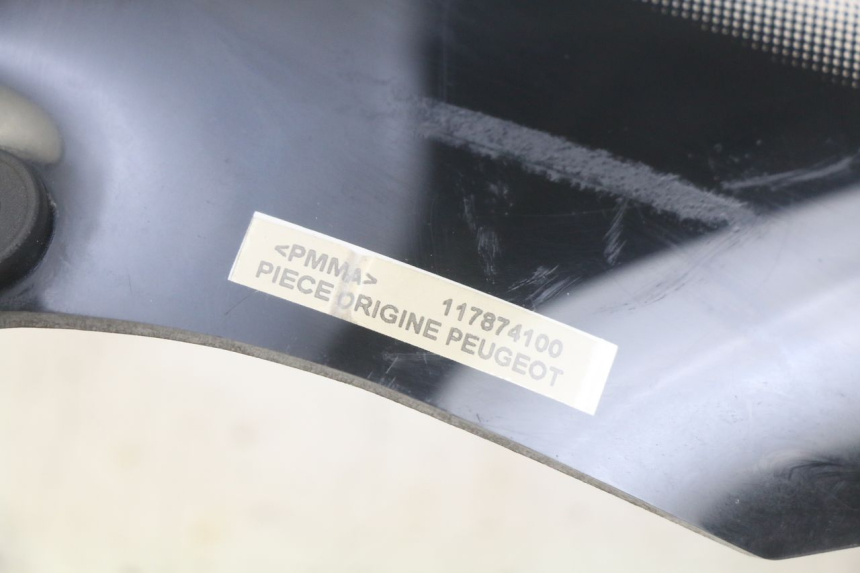 <PMMA> 117874100
PIECE ORIGINE PEUGEOT